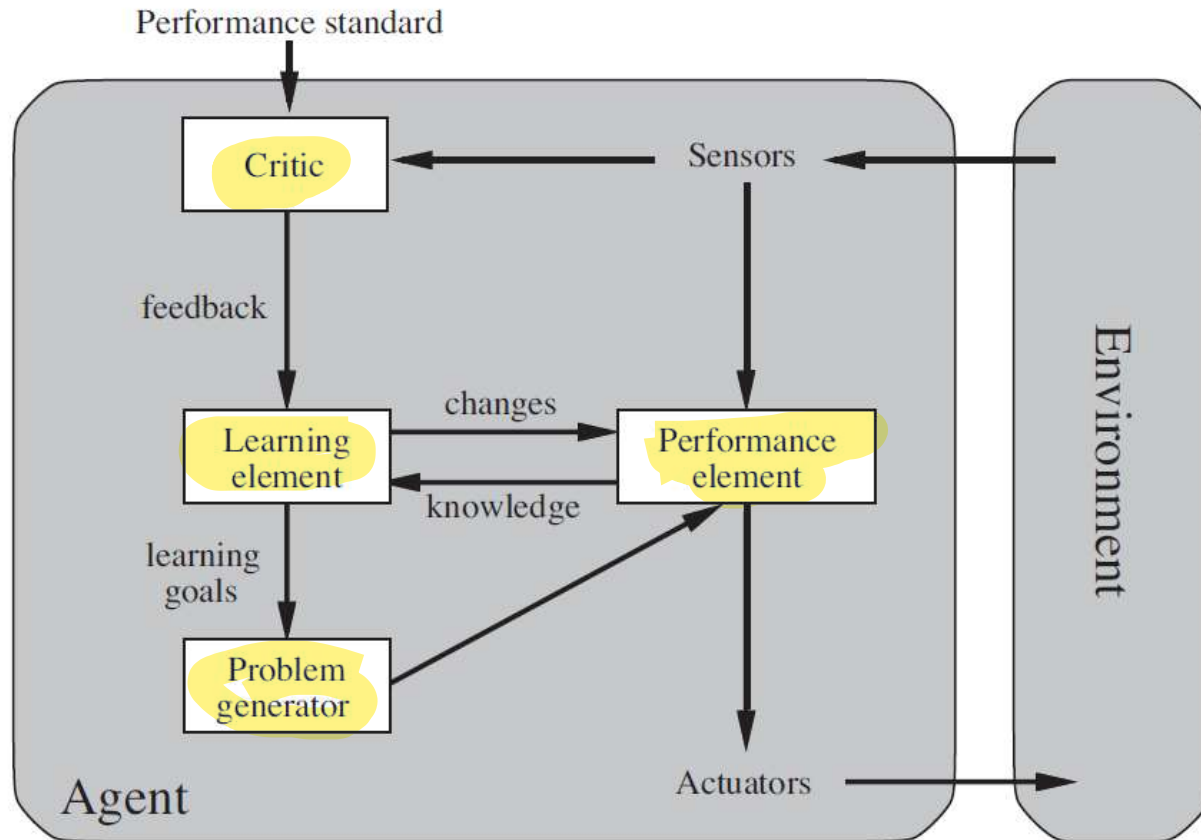 Performance standard
Critic
Sensors
feedback
changes
Learning
element
Performance
element
knowledge
learning
goals
Problem
generator
Actuators
Agent
Environment